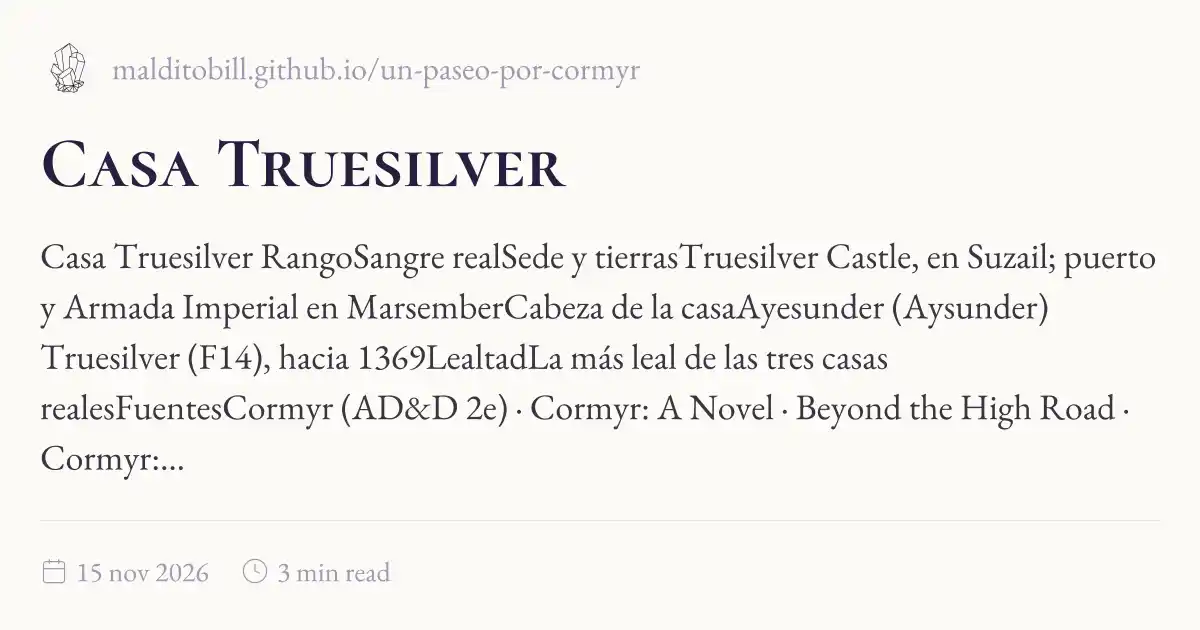 malditobill.github.io/un-paseo-por-cormyr
Casa Truesilver
Casa Truesilver RangoSangre realSede y tierrasTruesilver Castle, en Suzail; puerto
y Armada Imperial en MarsemberCabeza de la casaAyesunder (Aysunder)
Truesilver (F14), hacia 1369LealtadLa más leal de las tres casas
realesFuentesCormyr (AD&D 2e) · Cormyr: A Novel · Beyond the High Road ·
Cormyr:...
15 nov 2026 3 min read